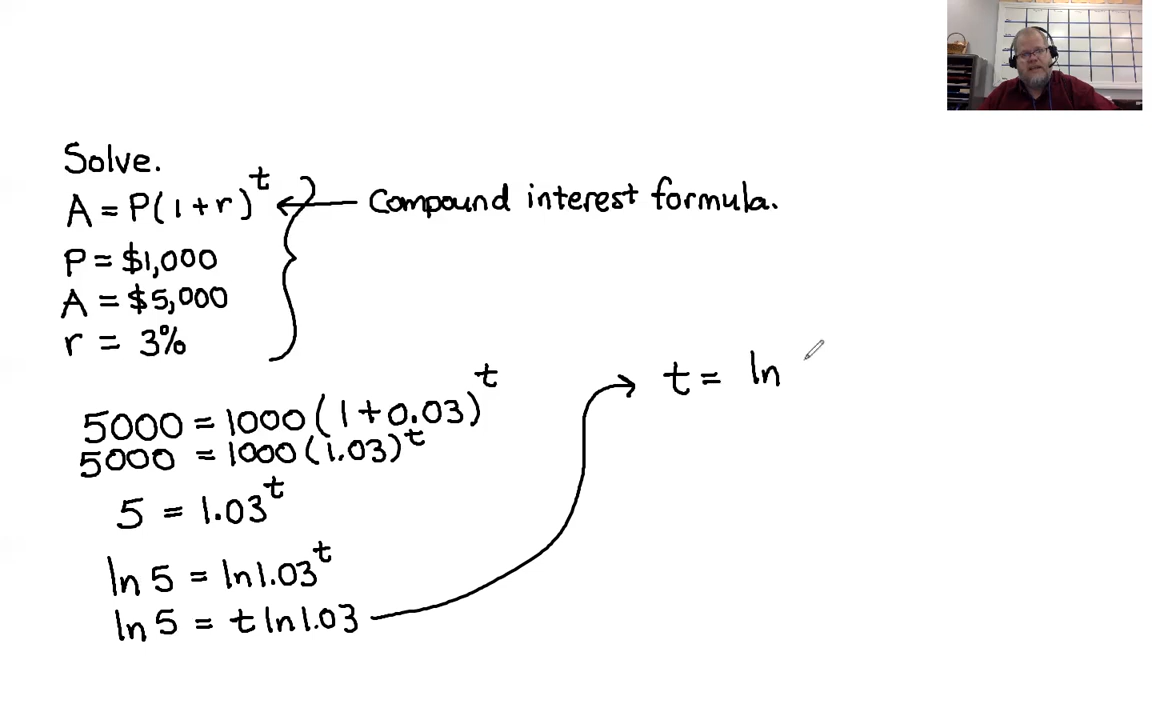 Solve.
A = P(1+r)^t ← Compound interest formula.
P = $1,000
A = $5,000
r = 3%
5000 = 1000(1+0.03)^t
5000 = 1000(1.03)^t
5 = 1.03^t
ln 5 = ln 1.03^t
ln 5 = t ln 1.03
t = ln